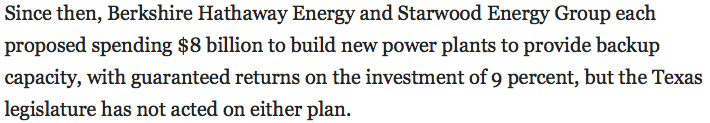 Since then, Berkshire Hathaway Energy and Starwood Energy Group each
proposed spending $8 billion to build new power plants to provide backup
capacity, with guaranteed returns on the investment of 9 percent, but the Texas
legislature has not acted on either plan.